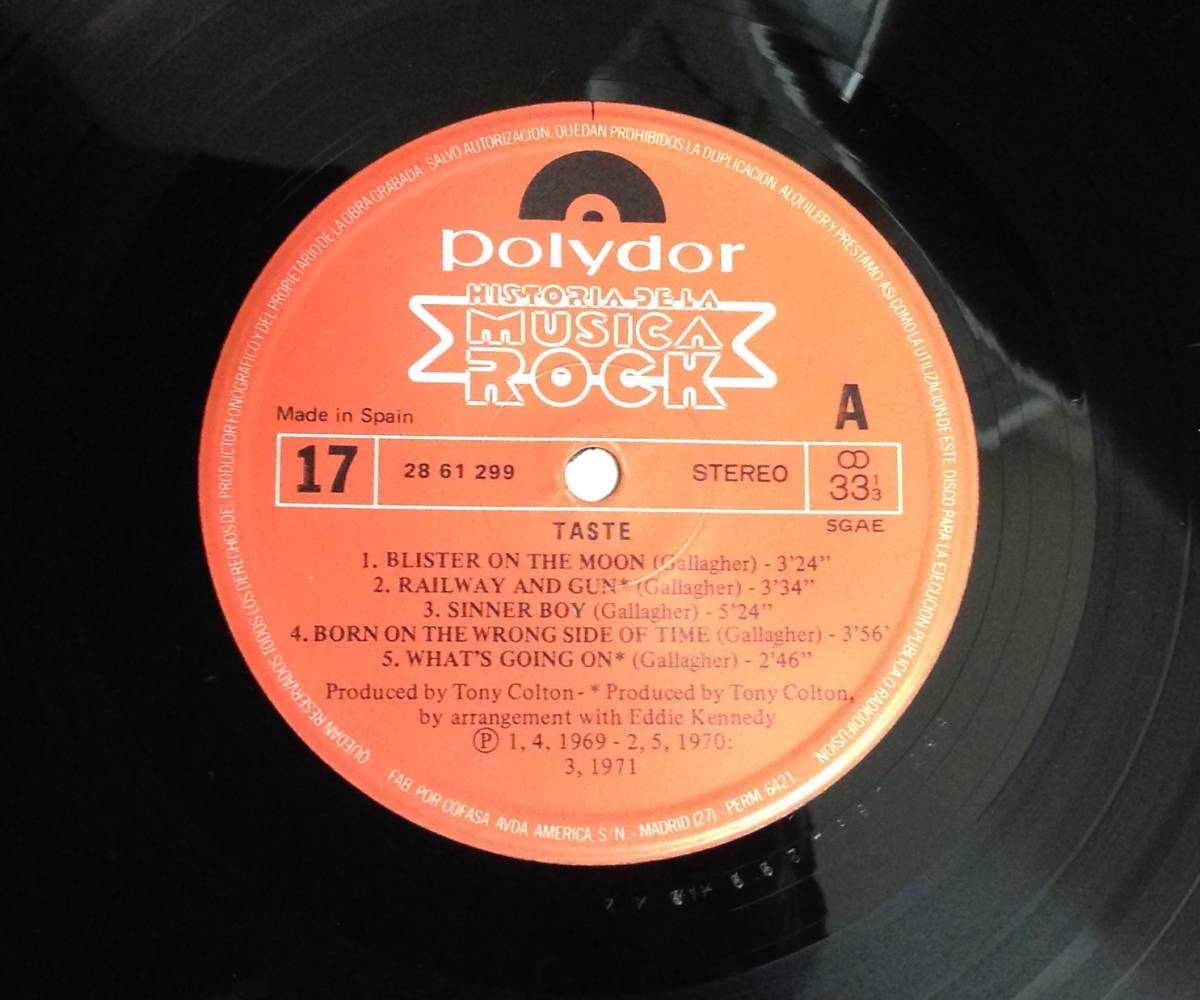 QUEDAN RESERVADOS TODOS LOS DERECHOS DEL PRODUCTOR FONOGRAFICO Y DEL PROPIETARIO DE LA OBRA GRABADA. SALVO AUTORIZACION. QUEDAN PROHIBIDOS LA DUPLICACION. ALQUILER Y PRESTAMO ASI COMO LA UTILIZACION DE ESTE DISCO PARA LA EJECUCION PUBLICA O RADIODIFUSION
polydor
HISTORIA DE LA
MUSICA
ROCK
Made in Spain
A
17 28 61 299 STEREO 33 1/3
SGAE
TASTE
1. BLISTER ON THE MOON (Gallagher) - 3'24"
2. RAILWAY AND GUN* (Gallagher) - 3'34"
3. SINNER BOY (Gallagher) - 5'24"
4. BORN ON THE WRONG SIDE OF TIME (Gallagher) - 3'56'
5. WHAT'S GOING ON* (Gallagher) - 2'46"
Produced by Tony Colton - * Produced by Tony Colton,
by arrangement with Eddie Kennedy
Ⓟ 1, 4, 1969 - 2, 5, 1970;
3, 1971
FAB POR COFASA AVDA AMERICA S/N - MADRID (27) - PERM 6421